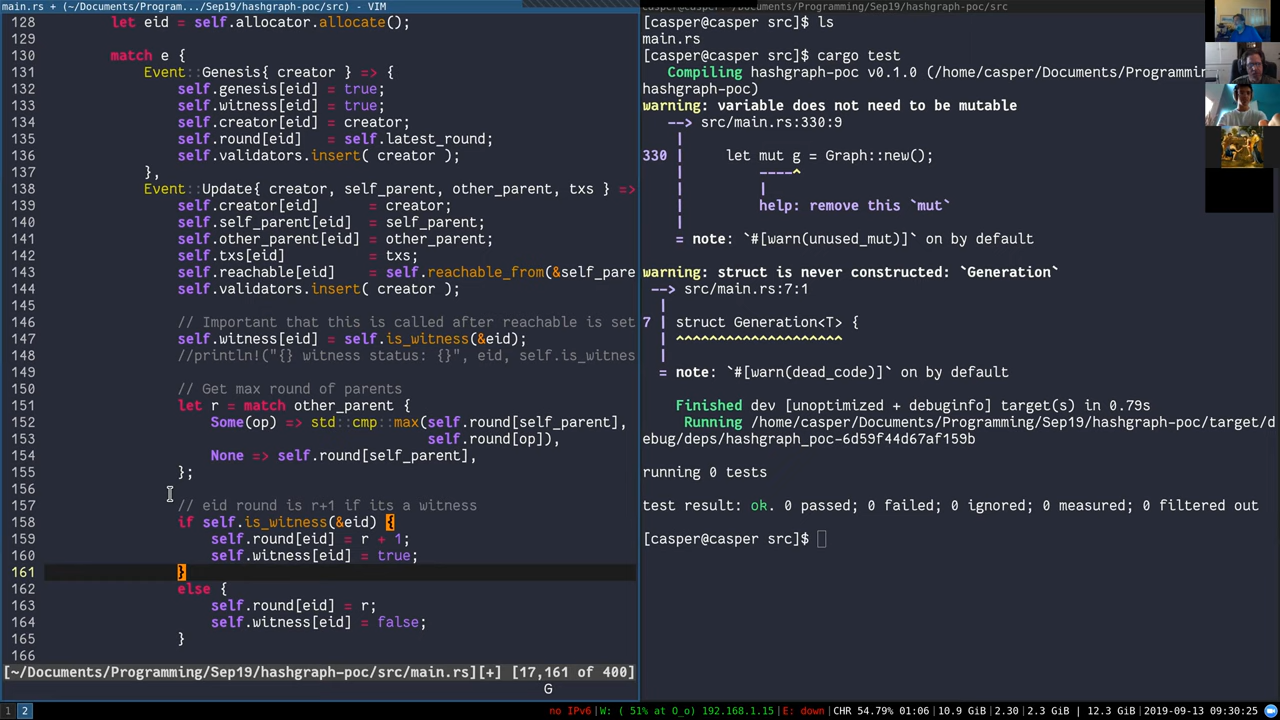 main.rs + (~/Documents/Program.../Sep19/hashgraph-poc/src) - VIM
128         let eid = self.allocator.allocate();
129
130         match e {
131             Event::Genesis{ creator } => {
132                 self.genesis[eid] = true;
133                 self.witness[eid] = true;
134                 self.creator[eid] = creator;
135                 self.round[eid]   = self.latest_round;
136                 self.validators.insert( creator );
137             },
138             Event::Update{ creator, self_parent, other_parent, txs } =>
139                 self.creator[eid]      = creator;
140                 self.self_parent[eid]  = self_parent;
141                 self.other_parent[eid] = other_parent;
142                 self.txs[eid]          = txs;
143                 self.reachable[eid]    = self.reachable_from(&self_pare
144                 self.validators.insert( creator );
145
146                 // Important that this is called after reachable is set
147                 self.witness[eid] = self.is_witness(&eid);
148                 //println!("{} witness status: {}", eid, self.is_witnes
149
150                 // Get max round of parents
151                 let r = match other_parent {
152                     Some(op) => std::cmp::max(self.round[self_parent],
153                                               self.round[op]),
154                     None => self.round[self_parent],
155                 };
156
157                 // eid round is r+1 if its a witness
158                 if self.is_witness(&eid) {
159                     self.round[eid] = r + 1;
160                     self.witness[eid] = true;
161                 }
162                 else {
163                     self.round[eid] = r;
164                     self.witness[eid] = false;
165                 }
166
[~/Documents/Programming/Sep19/hashgraph-poc/src/main.rs][+] [17,161 of 400]
G
[casper@casper src]$ ls
main.rs
[casper@casper src]$ cargo test
   Compiling hashgraph-poc v0.1.0 (/home/casper/Documents/Programmin
hashgraph-poc)
warning: variable does not need to be mutable
   --> src/main.rs:330:9
    |
330 |     let mut g = Graph::new();
    |         ----^
    |         |
    |         help: remove this `mut`
    |
    = note: `#[warn(unused_mut)]` on by default
warning: struct is never constructed: `Generation`
 --> src/main.rs:7:1
  |
7 | struct Generation<T> {
  | ^^^^^^^^^^^^^^^^^^^^
  |
  = note: `#[warn(dead_code)]` on by default
    Finished dev [unoptimized + debuginfo] target(s) in 0.79s
     Running /home/casper/Documents/Programming/Sep19/hashgraph-poc/target/d
ebug/deps/hashgraph_poc-6d59f44d67af159b
running 0 tests
test result: ok. 0 passed; 0 failed; 0 ignored; 0 measured; 0 filtered out
[casper@casper src]$
1 2
no IPv6|W: ( 51% at O_o) 192.168.1.15|E: down| CHR 54.79% 01:06 | 10.9 GiB | 2.30 | 2.3 GiB | 12.3 GiB | 2019-09-13 09:30:25